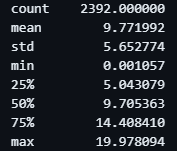 count 2392.000000
mean 9.771992
std 5.652774
min 0.001057
25% 5.043079
50% 9.705363
75% 14.408410
max 19.978094